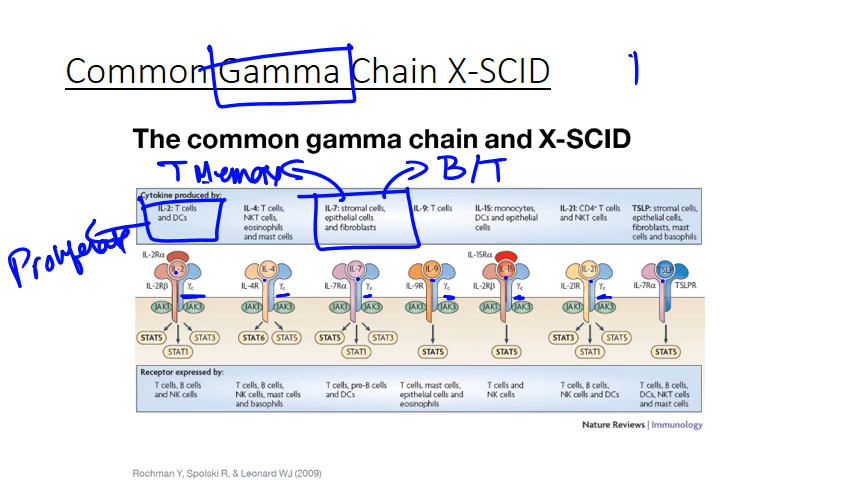 Common Gamma Chain X-SCID
The common gamma chain and X-SCID
T Memory B/T
Proliferate
Cytokine produced by:
IL-2: T cells and DCs
IL-4: T cells, NKT cells, eosinophils and mast cells
IL-7: stromal cells, epithelial cells and fibroblasts
IL-9: T cells
IL-15: monocytes, DCs and epithelial cells
IL-21: CD4⁺ T cells and NKT cells
TSLP: stromal cells, epithelial cells, fibroblasts, mast cells and basophils
IL-2Rα IL-15Rα
IL-2 IL-4 IL-7 IL-9 IL-15 IL-21 TSLP
IL-2Rβ γc IL-4R γc IL-7Rα γc IL-9R γc IL-2Rβ γc IL-21R γc IL-7Rα TSLPR
JAK1 JAK3 JAK1 JAK3 JAK1 JAK3 JAK1 JAK3 JAK1 JAK3 JAK1 JAK3
STAT5 STAT3 STAT6 STAT5 STAT5 STAT3 STAT5 STAT5 STAT3 STAT5 STAT5
STAT1 STAT1 STAT1
Receptor expressed by:
T cells, B cells and NK cells
T cells, B cells, NK cells, mast cells and basophils
T cells, pre-B cells and DCs
T cells, mast cells, epithelial cells and eosinophils
T cells and NK cells
T cells, B cells, NK cells and DCs
T cells, B cells, DCs, NKT cells and mast cells
Nature Reviews | Immunology
Rochman Y, Spolski R, & Leonard WJ (2009)